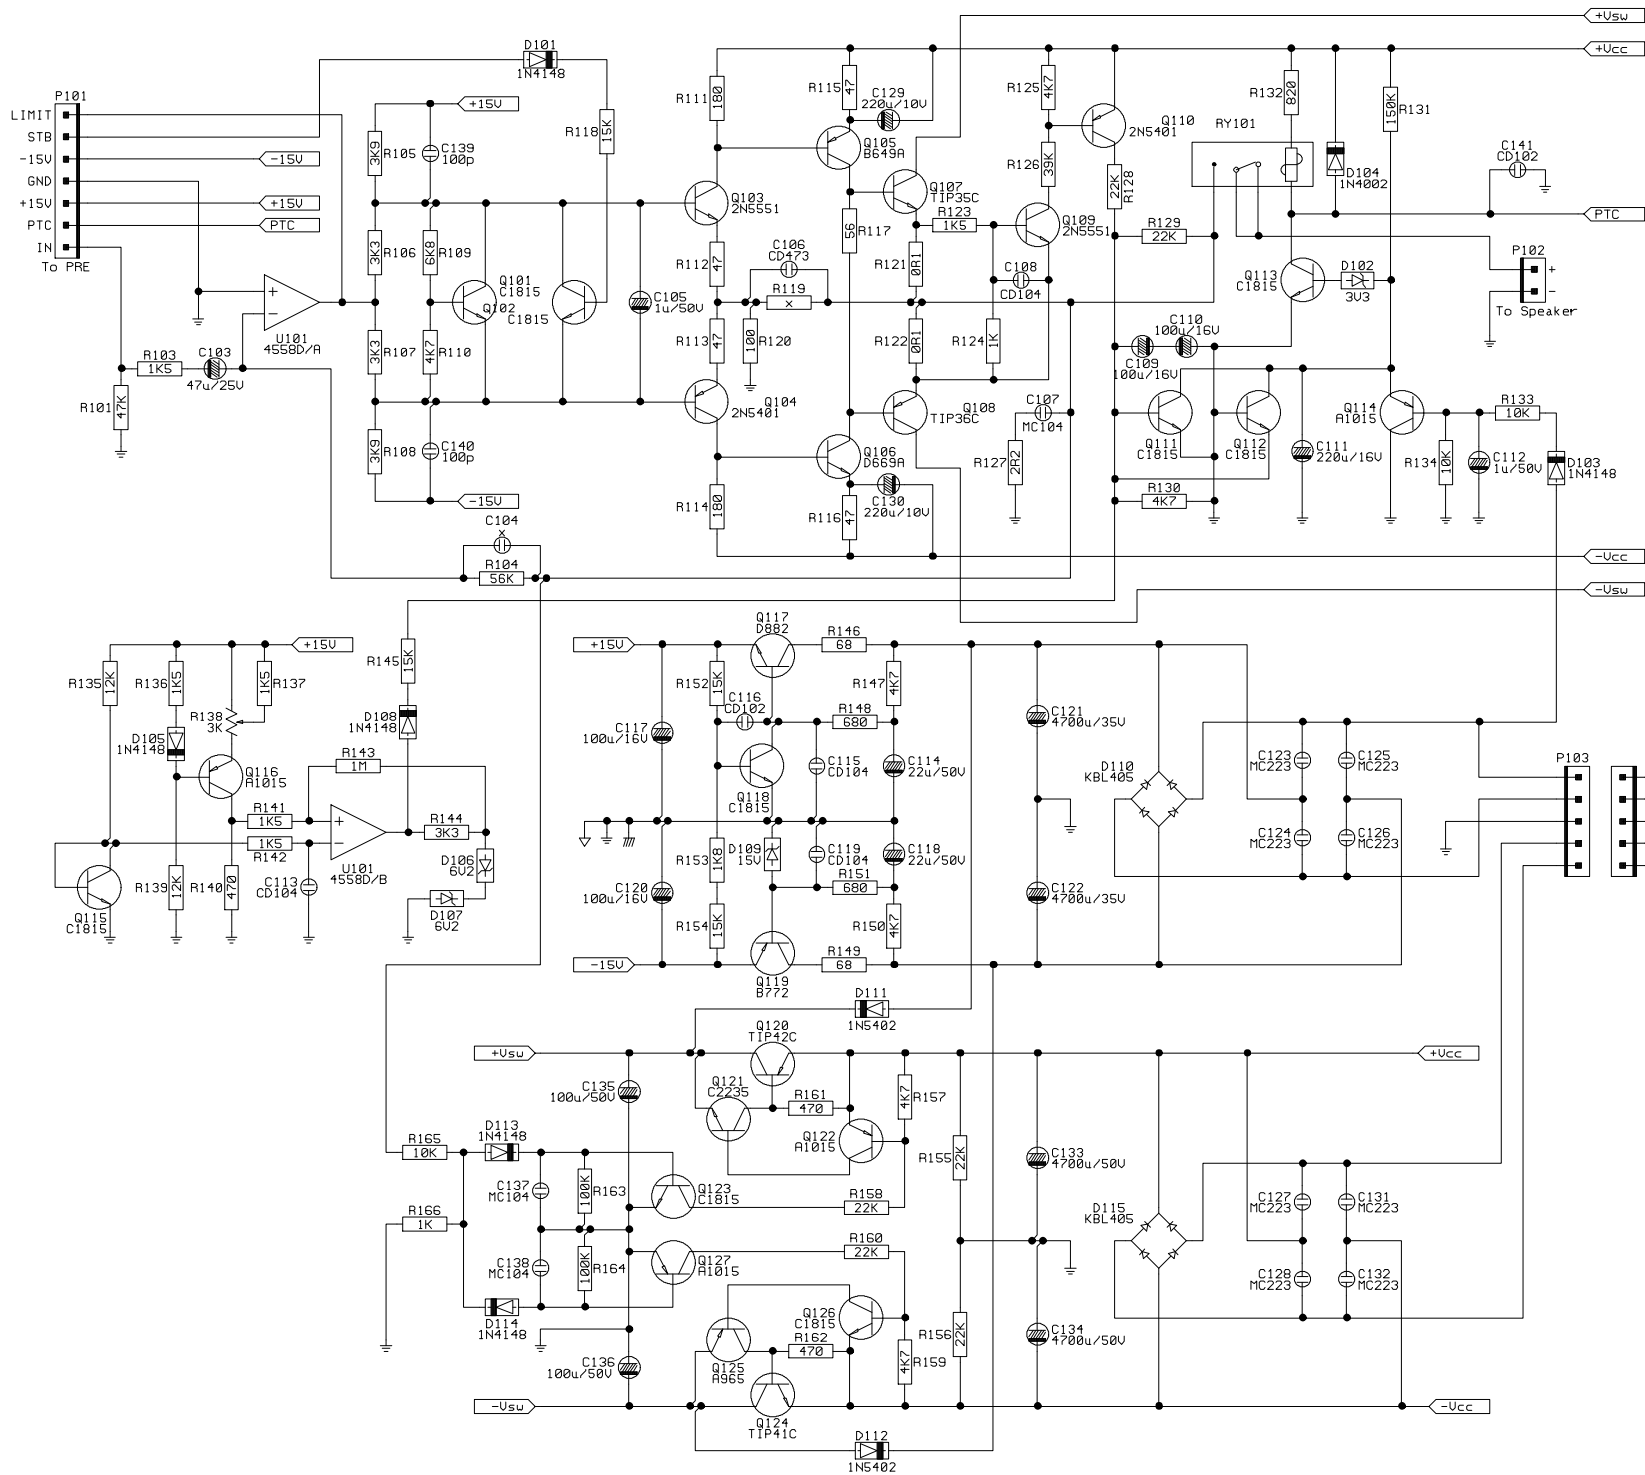 +Vsw
+Vcc
P101
LIMIT
STB
-15V
GND
+15V
PTC
IN
To PRE
-15V
+15V
PTC
D101
1N4148
+15V
R105
3K9
C139
100p
R118
15K
R111
180
R115
47
C129
220u/10V
Q105
B649A
R125
4K7
Q110
2N5401
R126
39K
R128
22K
RY101
R132
820
D104
1N4002
R131
150K
C141
CD102
PTC
Q103
2N5551
Q107
TIP35C
R123
1K5
Q109
2N5551
R129
22K
R106
3K3
R109
6K8
R112
47
C106
CD473
R117
56
R121
0R1
C108
CD104
Q113
C1815
D102
3V3
P102
+
-
To Speaker
Q101
C1815
Q102
C1815
C105
1u/50V
R119
x
+
-
U101
4558D/A
R107
3K3
R110
4K7
R113
47
R120
100
R122
0R1
R124
1K
C110
100u/16V
C109
100u/16V
R103
1K5
C103
47u/25V
R101
47K
Q104
2N5401
Q108
TIP36C
C107
MC104
Q111
C1815
Q112
C1815
Q114
A1015
R133
10K
R108
3K9
C140
100p
-15V
R114
180
Q106
D669A
C130
220u/10V
R116
47
R127
2R2
R130
4K7
C111
220u/16V
R134
10K
C112
1u/50V
D103
1N4148
C104
x
R104
56K
-Vcc
-Vsw
+15V
R135
12K
R136
1K5
R137
1K5
R138
3K
D105
1N4148
Q116
A1015
R145
15K
D108
1N4148
R143
1M
R141
1K5
R142
1K5
+
-
U101
4558D/B
R144
3K3
D106
6V2
D107
6V2
Q115
C1815
R139
12K
R140
470
C113
CD104
+15V
Q117
D882
R146
68
R152
15K
R147
4K7
C116
CD102
R148
680
C117
100u/16V
Q118
C1815
C115
CD104
C114
22u/50V
C121
4700u/35V
D110
KBL405
C123
MC223
C125
MC223
P103
R153
1K8
D109
15V
C119
CD104
C118
22u/50V
R151
680
C124
MC223
C126
MC223
C120
100u/16V
R154
15K
R150
4K7
C122
4700u/35V
-15V
Q119
B772
R149
68
D111
1N5402
+Vsw
Q120
TIP42C
+Vcc
C135
100u/50V
Q121
C2235
R161
470
R157
4K7
Q122
A1015
R165
10K
D113
1N4148
C137
MC104
R163
100K
Q123
C1815
R158
22K
R155
22K
C133
4700u/50V
D115
KBL405
C127
MC223
C131
MC223
R166
1K
C138
MC104
R164
100K
Q127
A1015
R160
22K
C128
MC223
C132
MC223
D114
1N4148
Q126
C1815
R162
470
R156
22K
C134
4700u/50V
C136
100u/50V
Q125
A965
R159
4K7
-Vsw
Q124
TIP41C
-Vcc
D112
1N5402